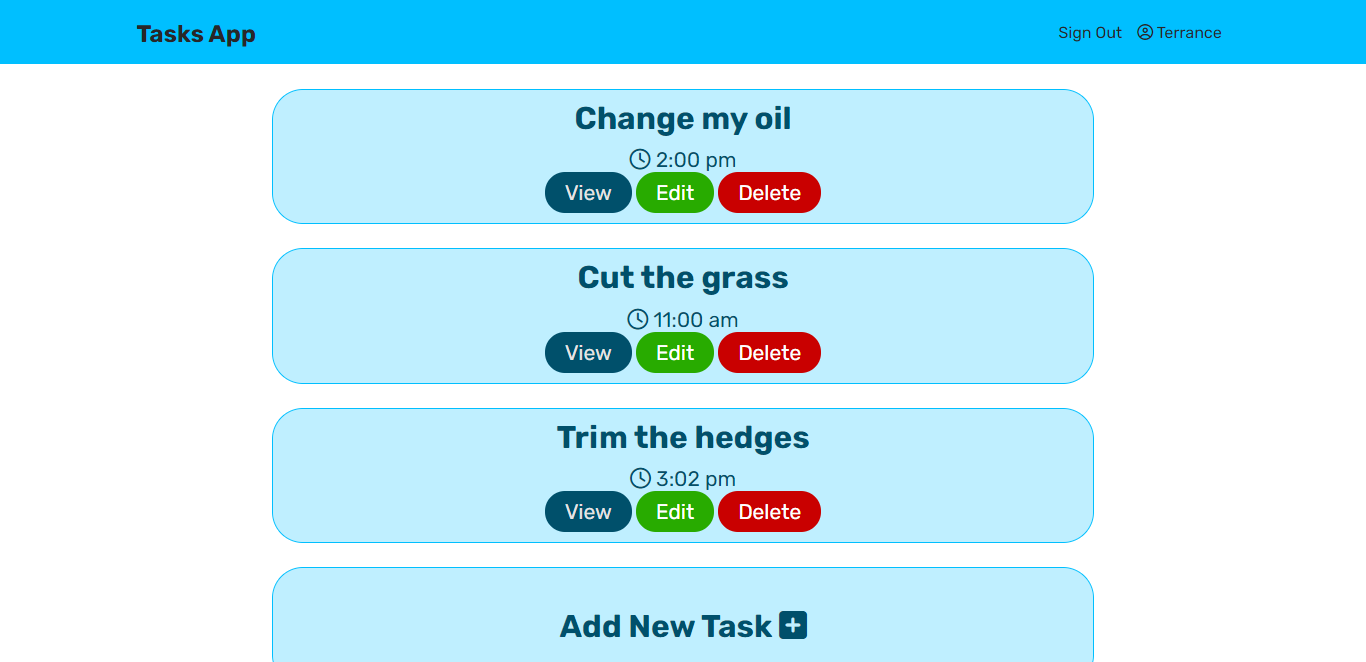 Tasks App
Sign Out Terrance
Change my oil
2:00 pm
View Edit Delete
Cut the grass
11:00 am
View Edit Delete
Trim the hedges
3:02 pm
View Edit Delete
Add New Task